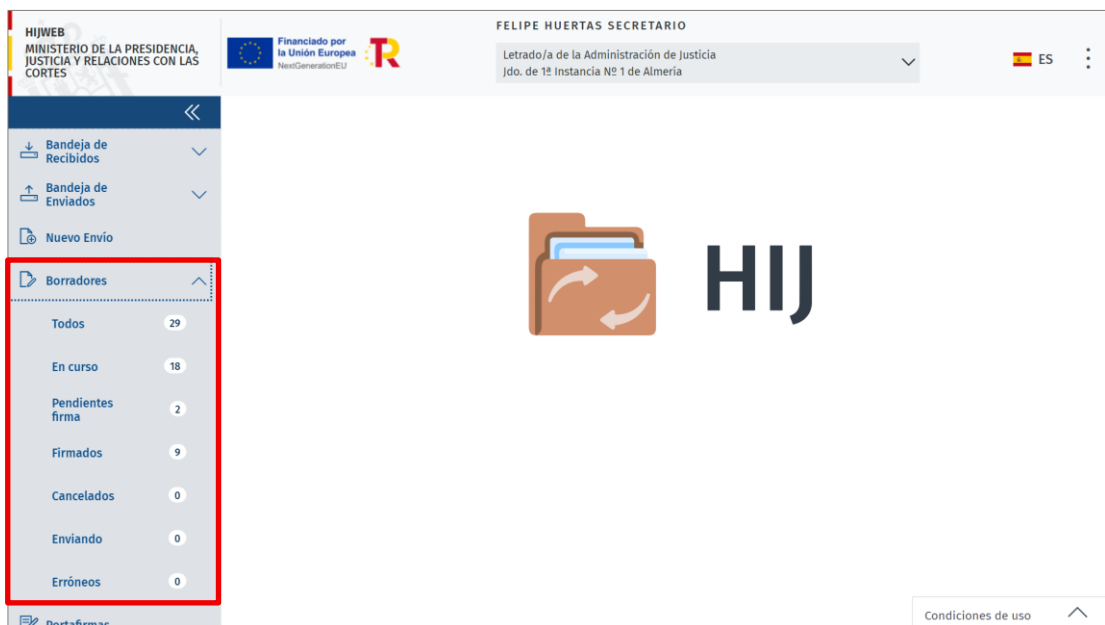 HIJWEB
MINISTERIO DE LA PRESIDENCIA,
JUSTICIA Y RELACIONES CON LAS
CORTES
Financiado por
la Unión Europea
NextGenerationEU
FELIPE HUERTAS SECRETARIO
Letrado/a de la Administración de Justicia
Jdo. de 1ª Instancia Nº 1 de Almería
ES
Bandeja de
Recibidos
Bandeja de
Enviados
Nuevo Envío
Borradores
Todos 29
En curso 18
Pendientes
firma 2
Firmados 9
Cancelados 0
Enviando 0
Erróneos 0
Portafirmas
HIJ
Condiciones de uso